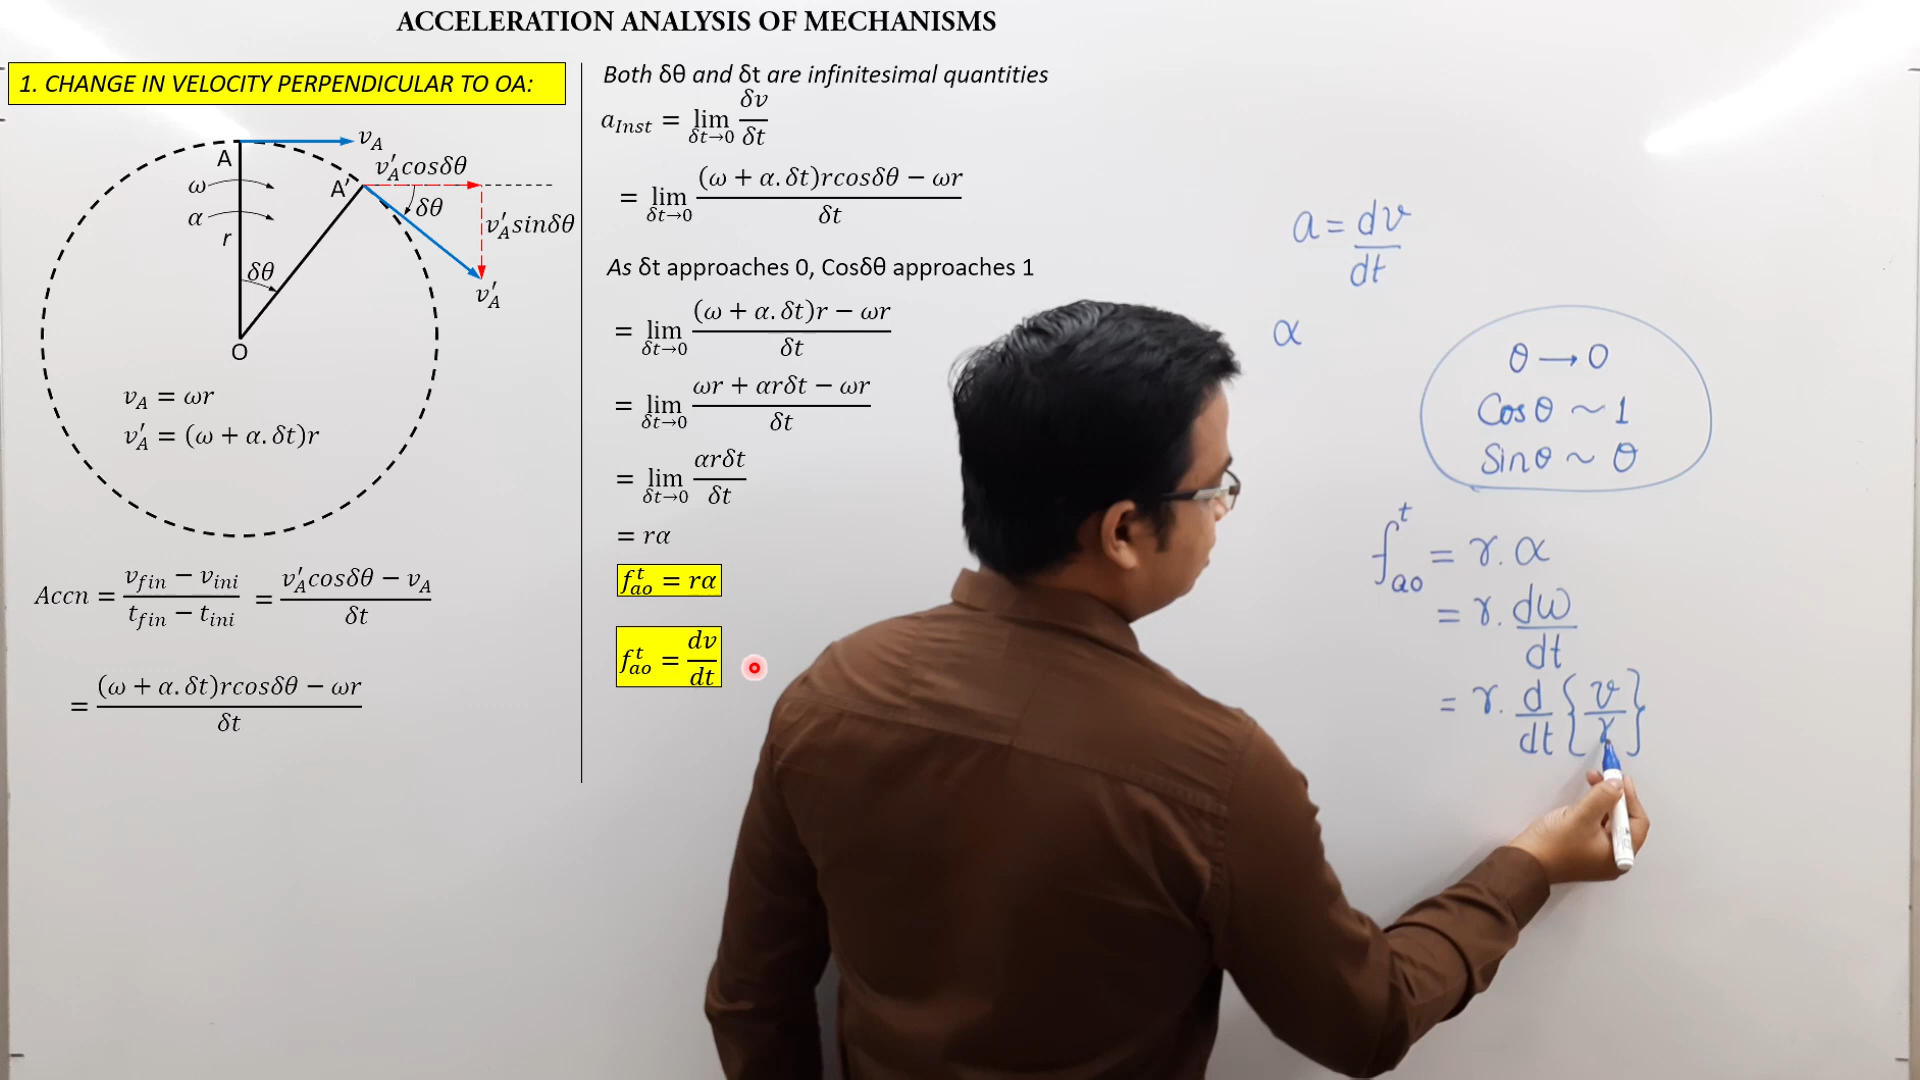 ACCELERATION ANALYSIS OF MECHANISMS
1. CHANGE IN VELOCITY PERPENDICULAR TO OA:
A
v_A
v'_A cosδθ
ω
A'
δθ
α
v'_A sinδθ
r
δθ
v'_A
O
v_A = ωr
v'_A = (ω + α. δt)r
Accn = (v_fin − v_ini)/(t_fin − t_ini) = (v'_A cosδθ − v_A)/δt
= ((ω + α. δt)rcosδθ − ωr)/δt
Both δθ and δt are infinitesimal quantities
a_Inst = lim_{δt→0} δv/δt
= lim_{δt→0} ((ω + α. δt)rcosδθ − ωr)/δt
As δt approaches 0, Cosδθ approaches 1
= lim_{δt→0} ((ω + α. δt)r − ωr)/δt
= lim_{δt→0} (ωr + αrδt − ωr)/δt
= lim_{δt→0} αrδt/δt
= rα
f^t_ao = rα
f^t_ao = dv/dt
a = dv/dt
α
θ → 0
Cosθ ~ 1
Sinθ ~ θ
f^t_ao = r. α
= r. dω/dt
= r. d/dt {v/r}